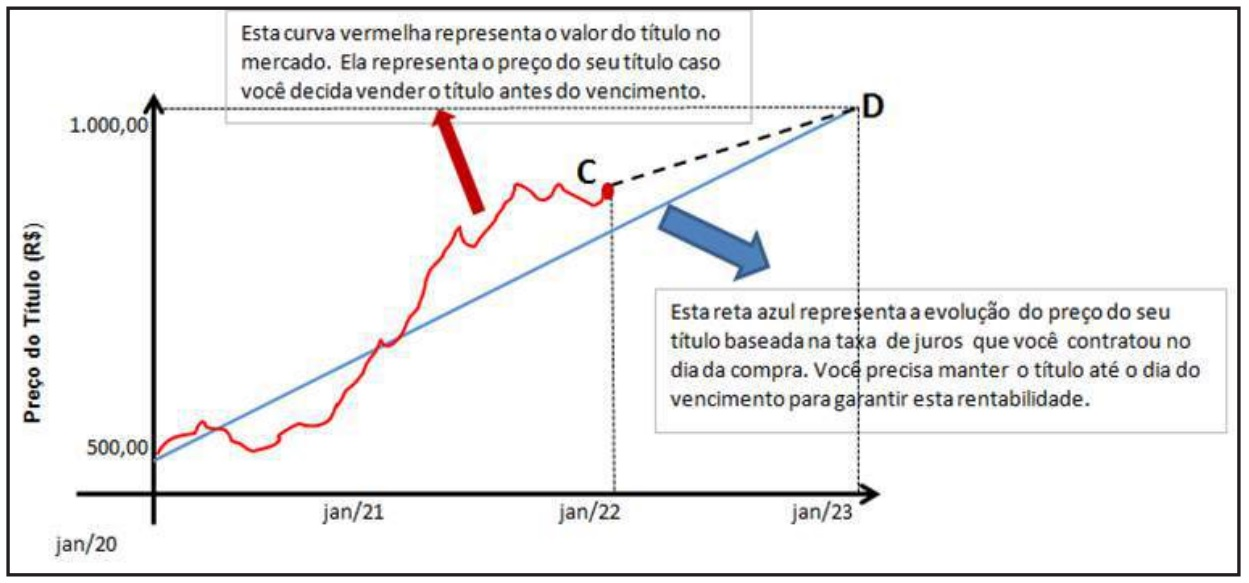 Esta curva vermelha representa o valor do título no
mercado. Ela representa o preço do seu título caso
você decida vender o título antes do vencimento.
1.000,00
D
C
Preço do Título (R$)
Esta reta azul representa a evolução do preço do seu
título baseada na taxa de juros que você contratou no
dia da compra. Você precisa manter o título até o dia do
vencimento para garantir esta rentabilidade.
500,00
jan/21
jan/22
jan/23
jan/20